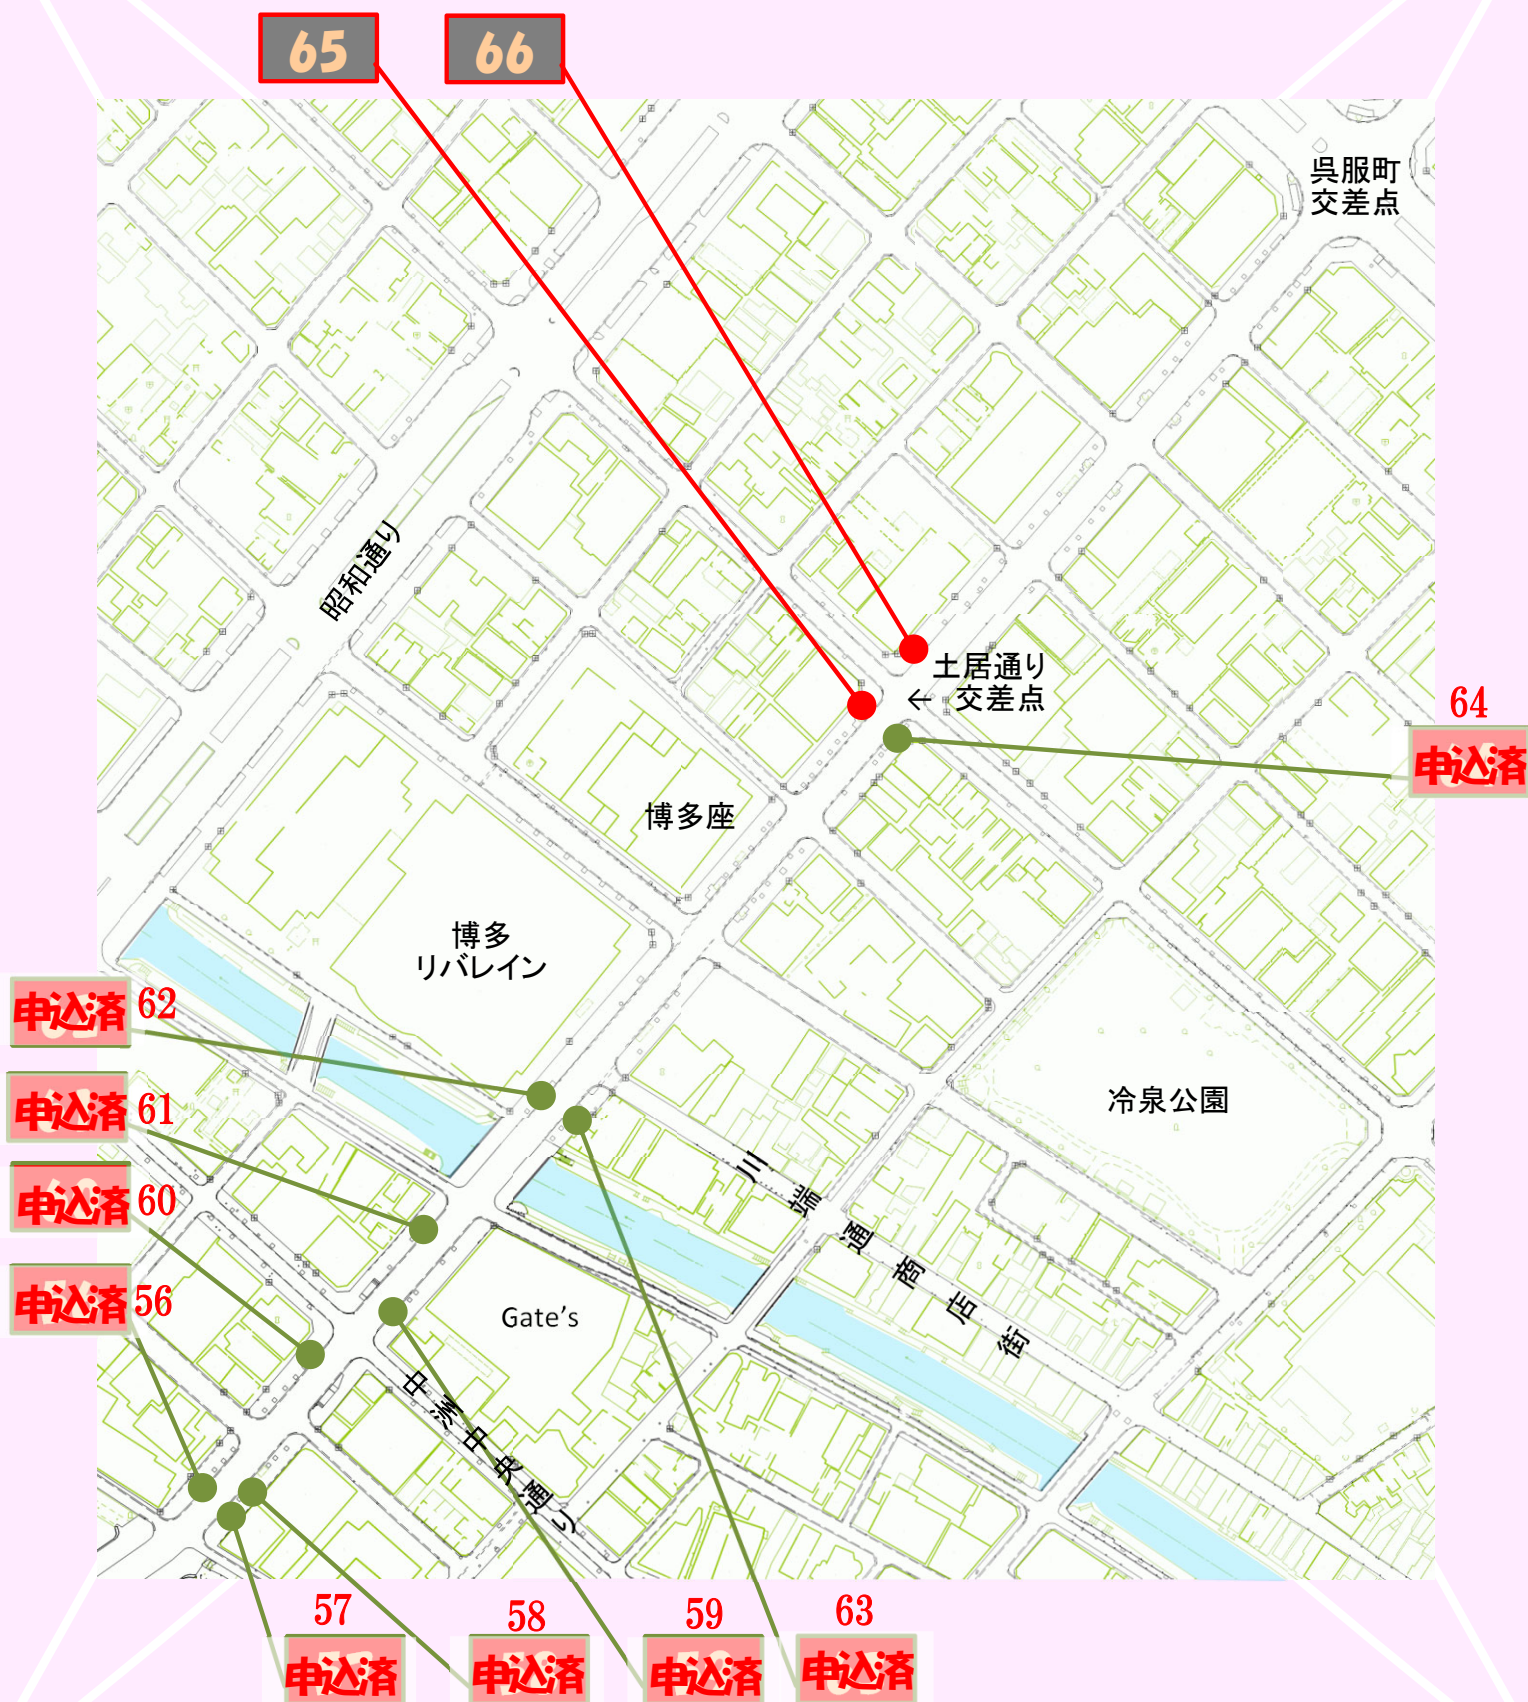 65
66
呉服町
交差点
昭和通り
土居通り
← 交差点
64
申込済
博多座
博多
リバレイン
申込済 62
冷泉公園
申込済 61
川端通商店街
申込済 60
申込済 56
Gate's
中洲中央通り
57
申込済
58
申込済
59
申込済
63
申込済